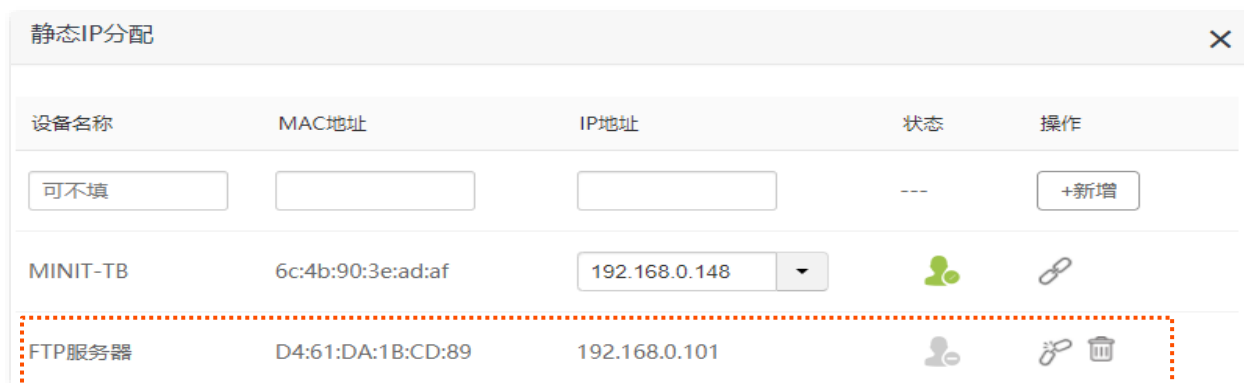 静态IP分配
设备名称 MAC地址 IP地址 状态 操作
可不填 --- +新增
MINIT-TB 6c:4b:90:3e:ad:af 192.168.0.148
FTP服务器 D4:61:DA:1B:CD:89 192.168.0.101